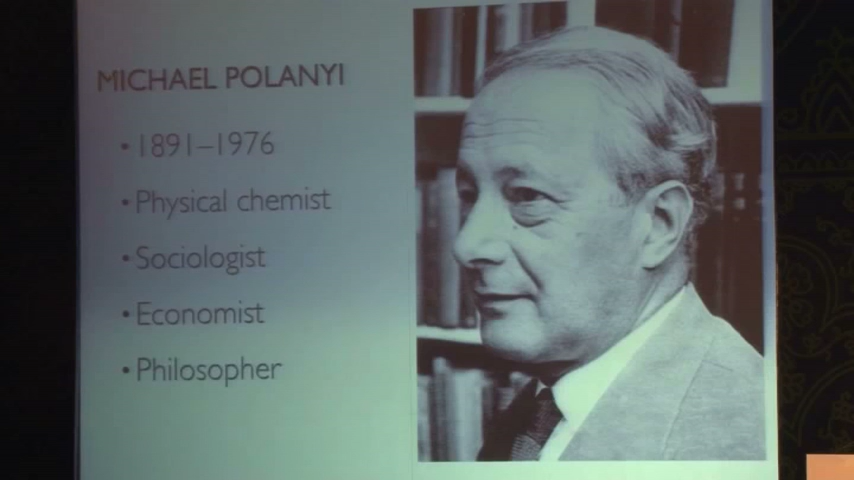 MICHAEL POLANYI
• 1891–1976
• Physical chemist
• Sociologist
• Economist
• Philosopher